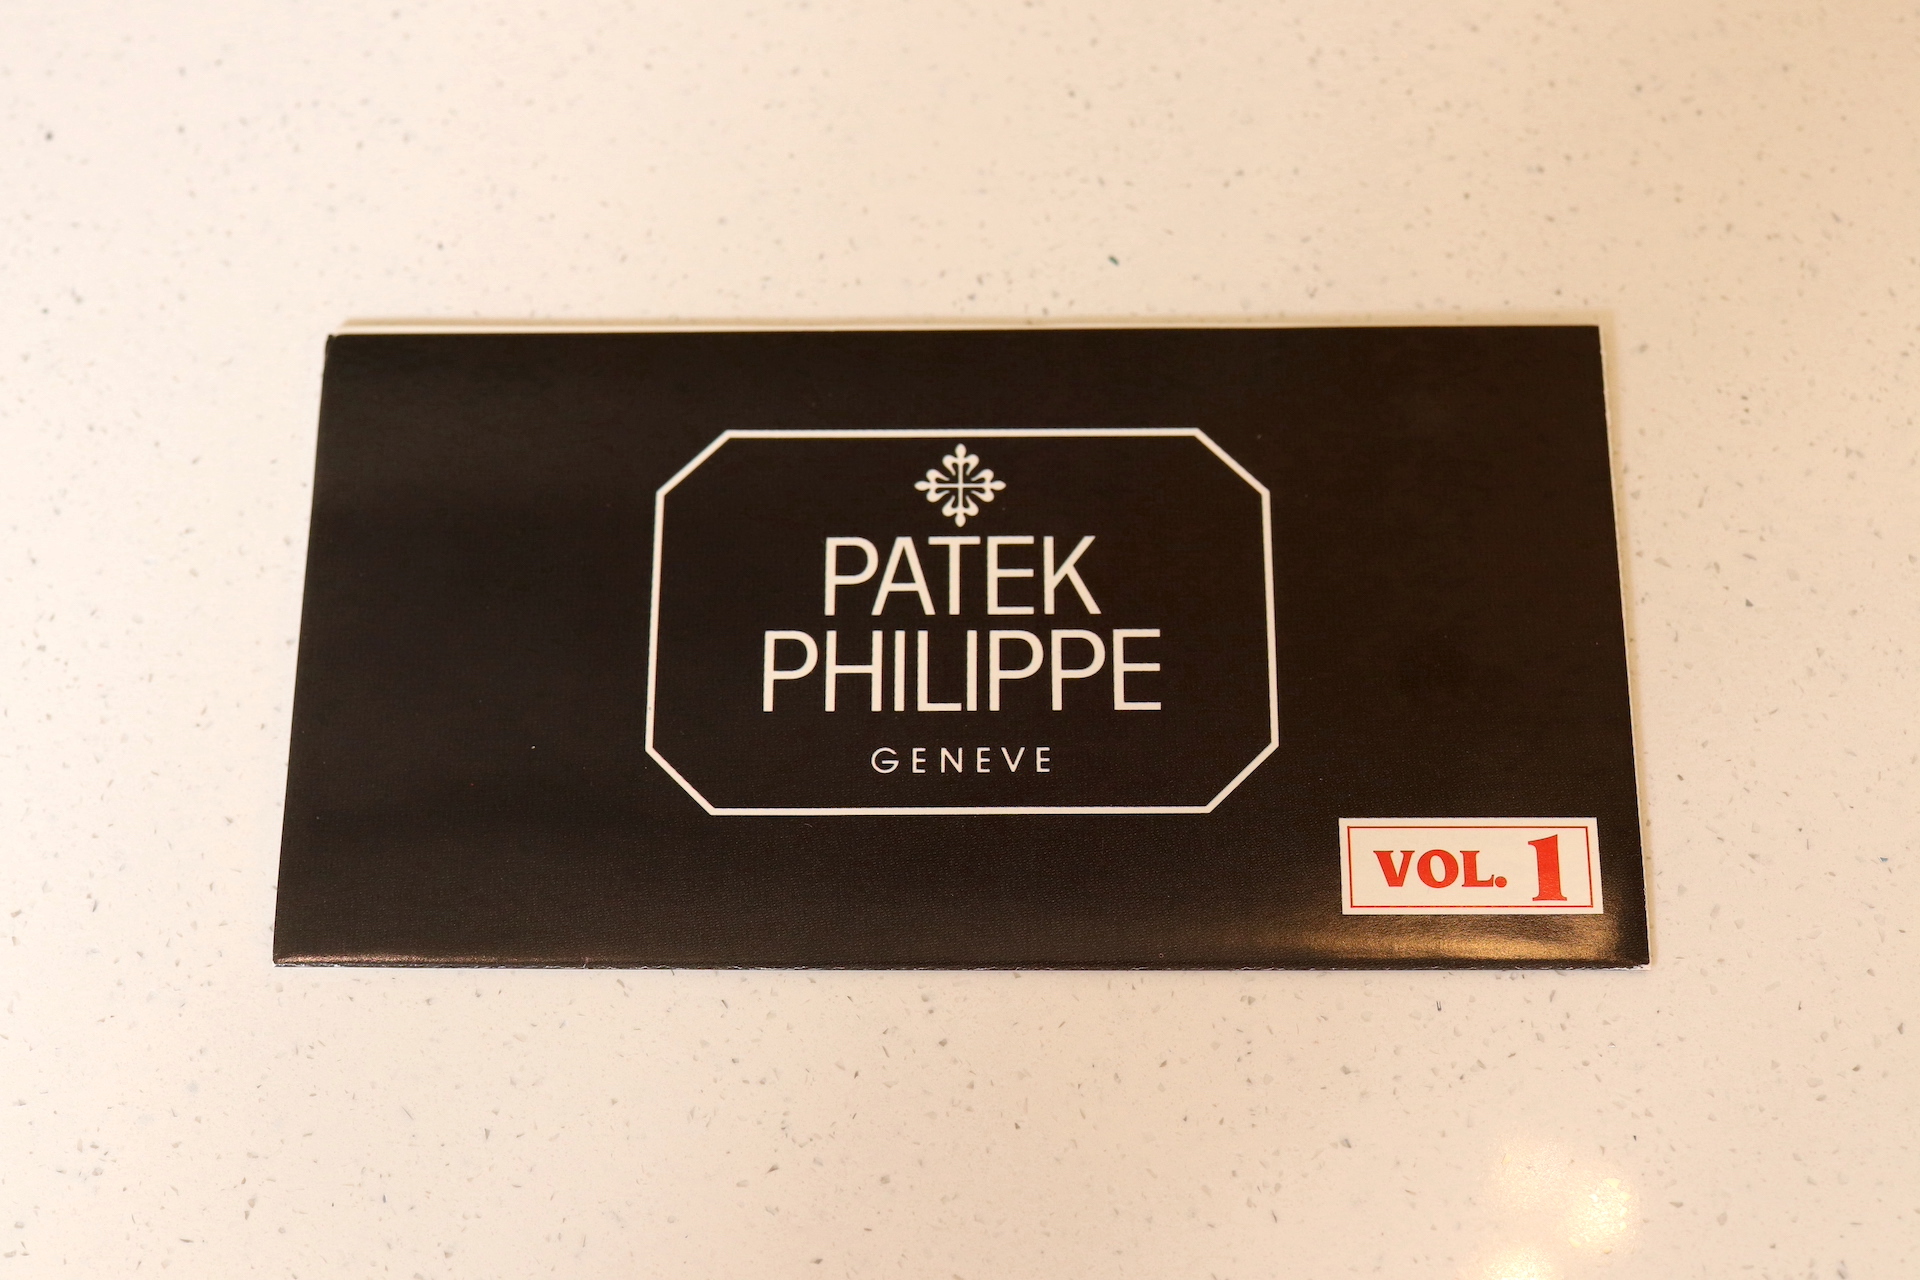 PATEK
PHILIPPE
GENEVE
VOL. 1